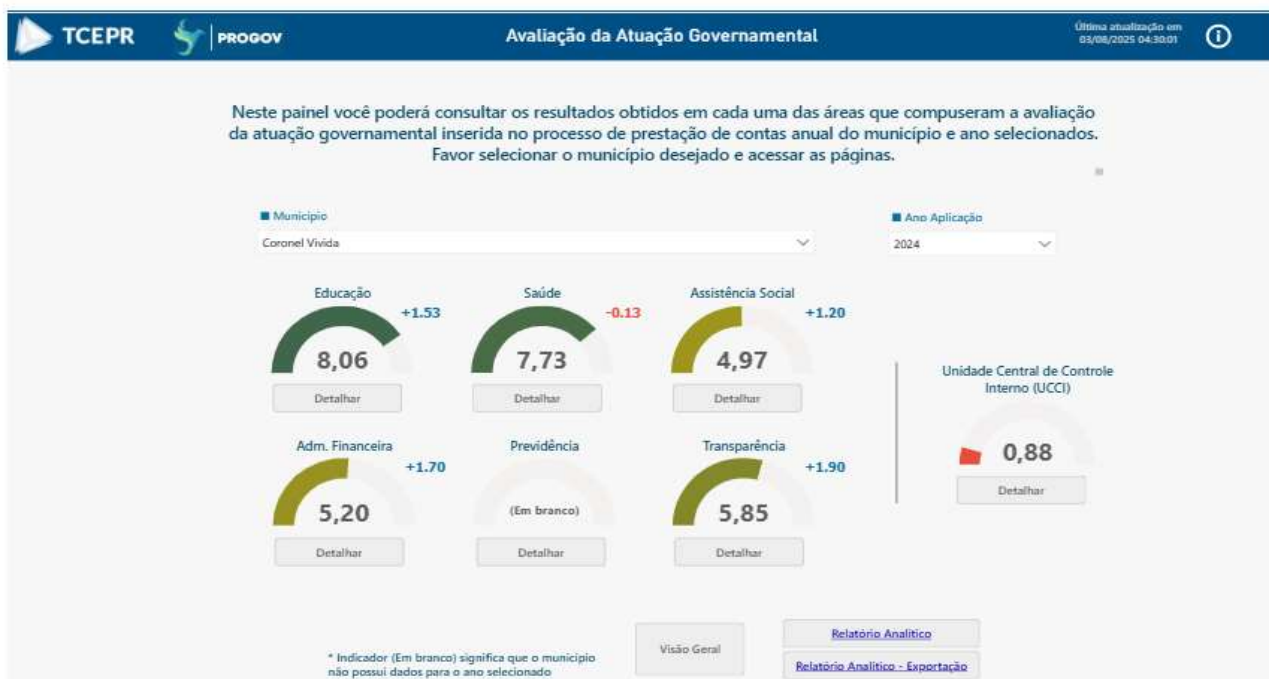 TCEPR
PROGOV
Avaliação da Atuação Governamental
Última atualização em
03/08/2025 04:30:01
Neste painel você poderá consultar os resultados obtidos em cada uma das áreas que compuseram a avaliação
da atuação governamental inserida no processo de prestação de contas anual do município e ano selecionados.
Favor selecionar o município desejado e acessar as páginas.
Município
Coronel Vivida
Ano Aplicação
2024
Educação
+1.53
8,06
Detalhar
Saúde
-0.13
7,73
Detalhar
Assistência Social
+1.20
4,97
Detalhar
Adm. Financeira
+1.70
5,20
Detalhar
Previdência
(Em branco)
Detalhar
Transparência
+1.90
5,85
Detalhar
Unidade Central de Controle
Interno (UCCI)
0,88
Detalhar
* Indicador (Em branco) significa que o município
não possui dados para o ano selecionado
Visão Geral
Relatório Analítico
Relatório Analítico - Exportação